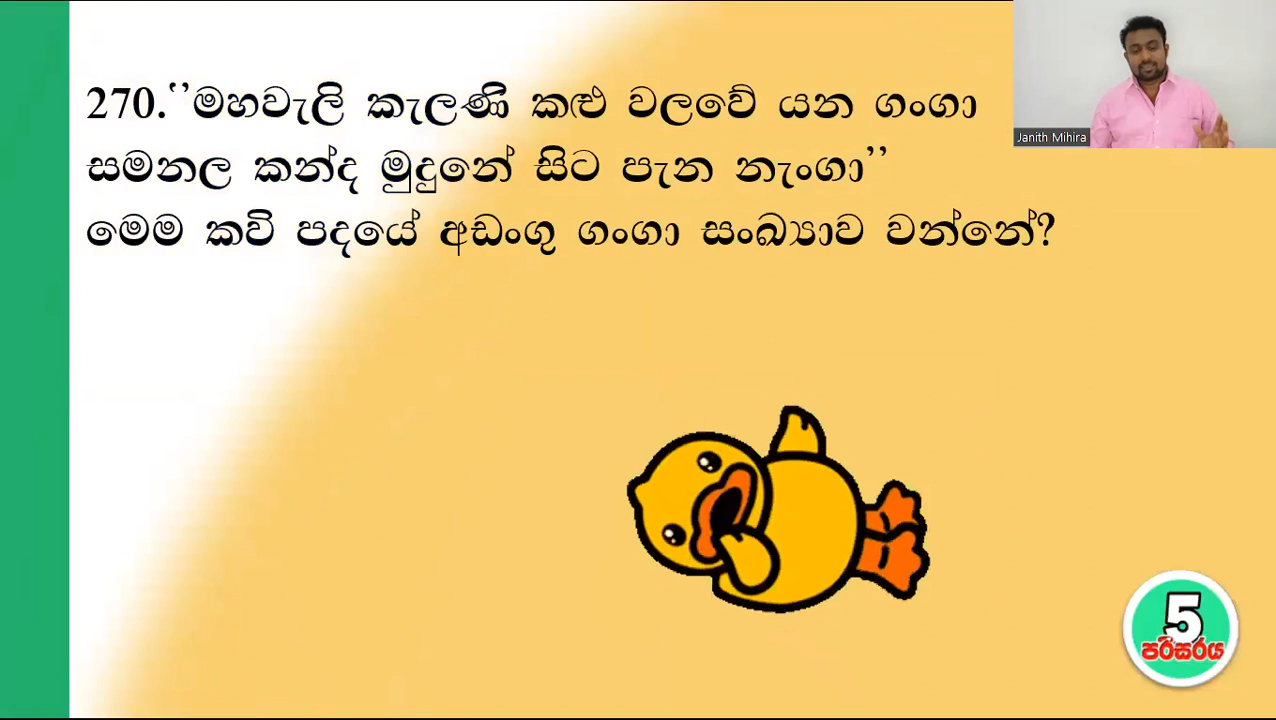 270.‘‘මහවැලි කැලණි කළු වලවේ යන ගංගා
සමනල කන්ද මුදුනේ සිට පැන නැංගා’’
මෙම කවි පදයේ අඩංගු ගංගා සංඛ්‍යාව වන්නේ?
Janith Mihira
5
පරිසරය